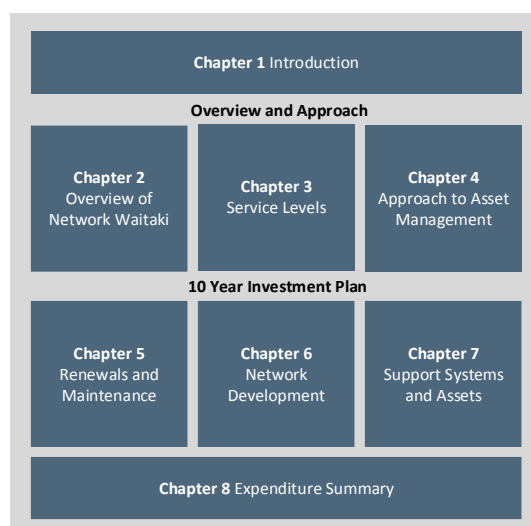 Chapter 1 Introduction
Overview and Approach
Chapter 2
Overview of
Network Waitaki
Chapter 3
Service Levels
Chapter 4
Approach to Asset
Management
10 Year Investment Plan
Chapter 5
Renewals and
Maintenance
Chapter 6
Network
Development
Chapter 7
Support Systems
and Assets
Chapter 8 Expenditure Summary